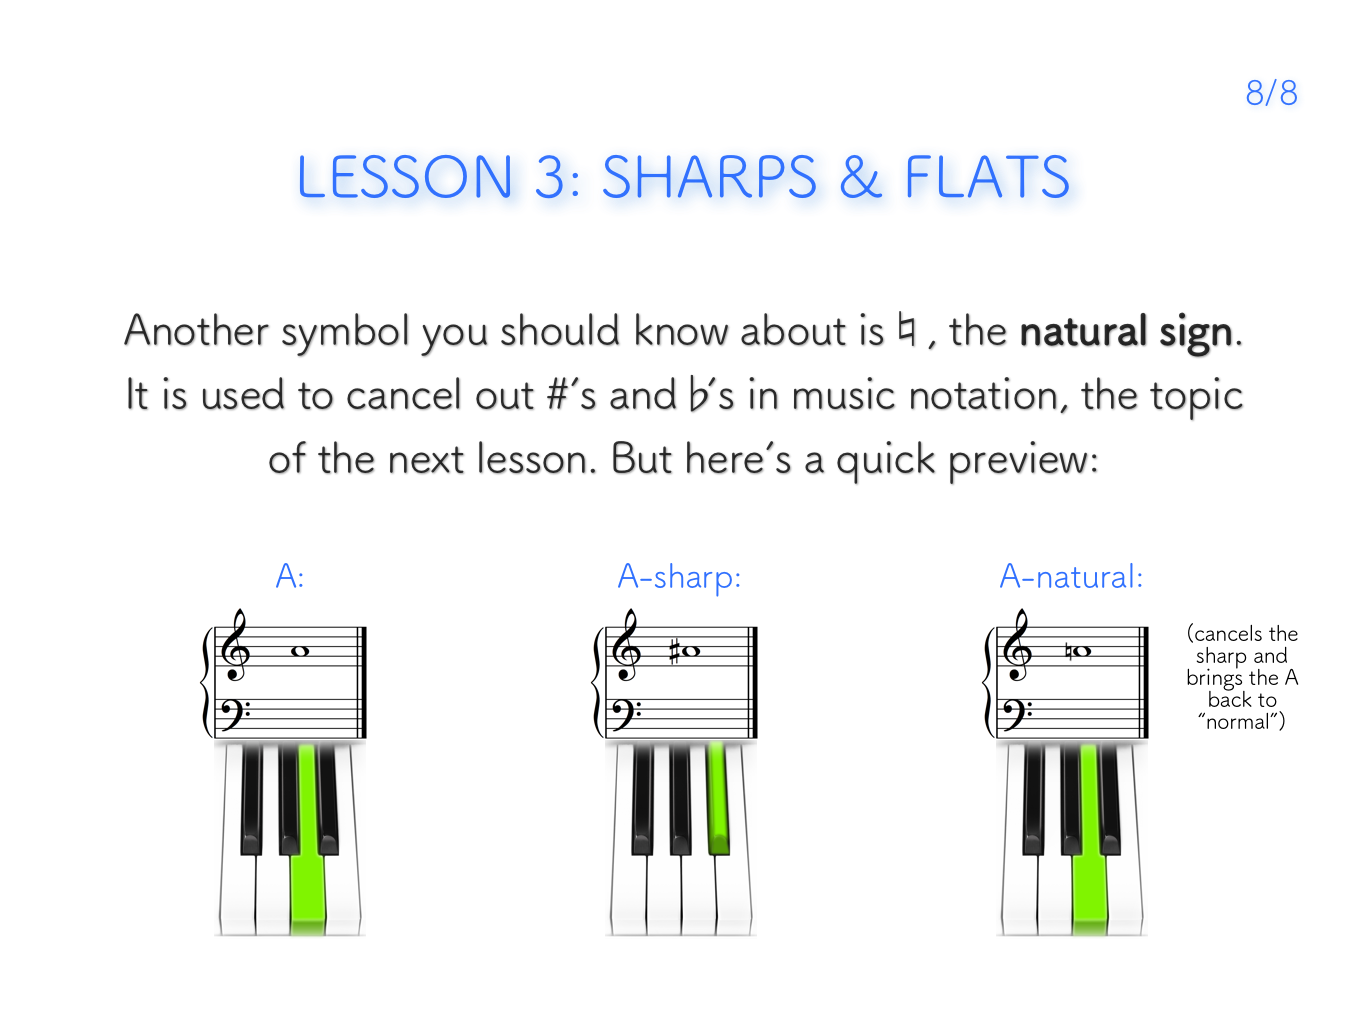 8/8
LESSON 3: SHARPS & FLATS
Another symbol you should know about is ♮, the natural sign.
It is used to cancel out #'s and ♭'s in music notation, the topic
of the next lesson. But here's a quick preview:
A:
A-sharp:
A-natural:
(cancels the
sharp and
brings the A
back to
“normal”)